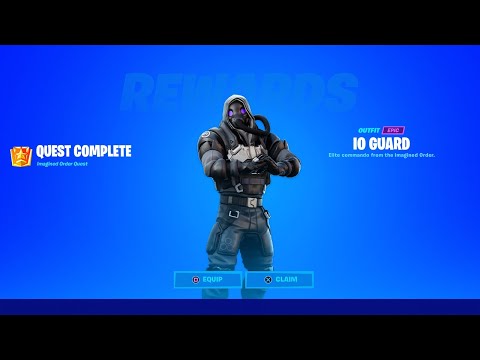 REWARDS
QUEST COMPLETE
Imagined Order Quest
OUTFIT EPIC
IO GUARD
Elite commando from the Imagined Order.
EQUIP
CLAIM